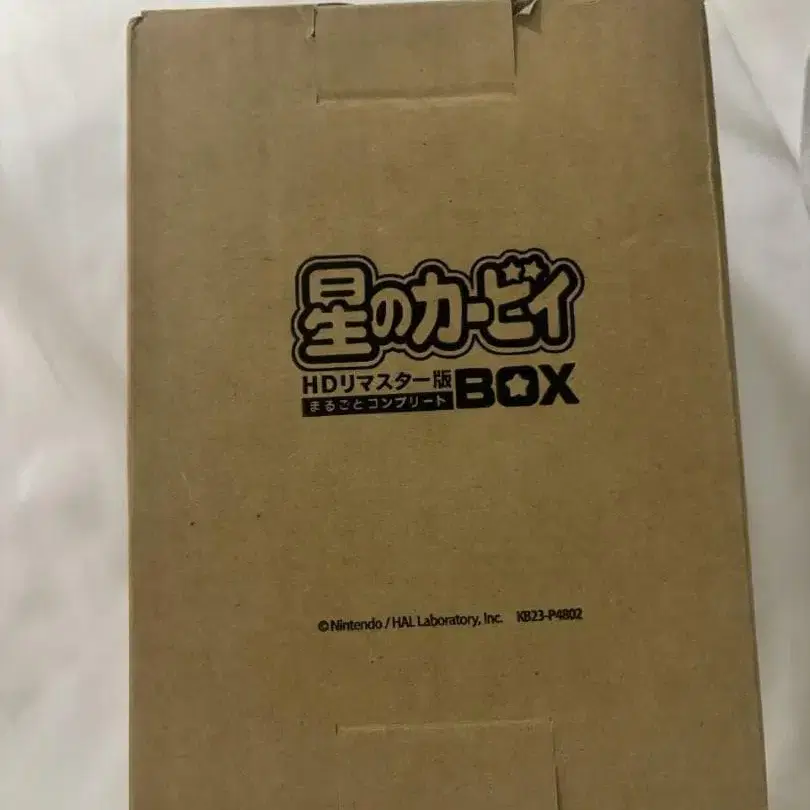 星のカービィ
HDリマスター版
まるごとコンプリート BOX
©Nintendo / HAL Laboratory, Inc. KB23-P4802